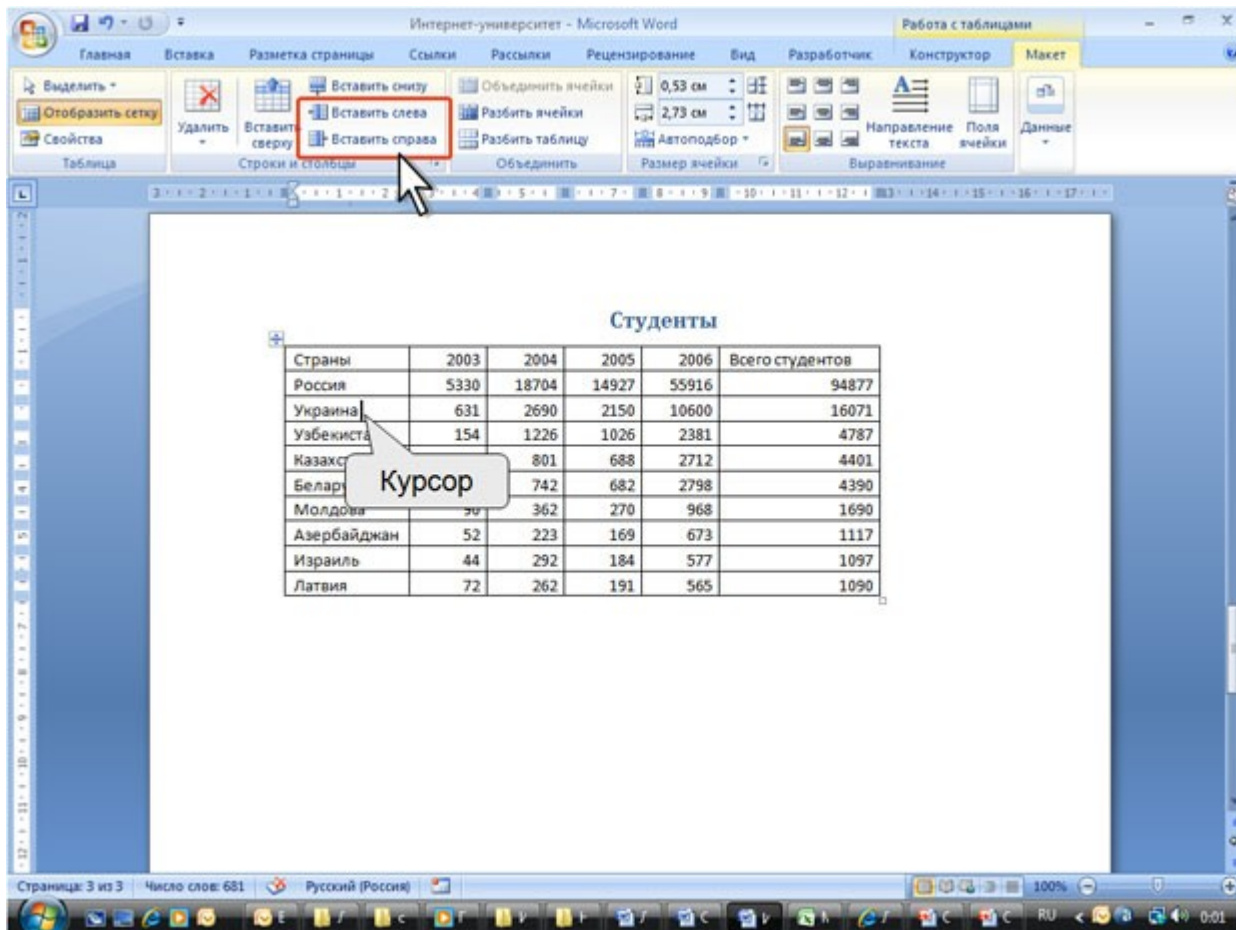 Интернет-университет - Microsoft Word
Работа с таблицами
Главная Вставка Разметка страницы Ссылки Рассылки Рецензирование Вид Разработчик Конструктор Макет
Выделить
Отобразить сетку
Свойства
Таблица
Удалить
Вставить сверху
Вставить снизу
Вставить слева
Вставить справа
Строки и столбцы
Объединить ячейки
Разбить ячейки
Разбить таблицу
Объединить
0,53 см
2,73 см
Автоподбор
Размер ячейки
Направление текста
Поля ячейки
Выравнивание
Данные
Студенты
Страны 2003 2004 2005 2006 Всего студентов
Россия 5330 18704 14927 55916 94877
Украина 631 2690 2150 10600 16071
154 1226 1026 2381 4787
801 688 2712 4401
742 682 2798 4390
Молдова 90 362 270 968 1690
Азербайджан 52 223 169 673 1117
Израиль 44 292 184 577 1097
Латвия 72 262 191 565 1090
Курсор
Страница: 3 из 3 Число слов: 681 Русский (Россия) 100%
RU 0:01